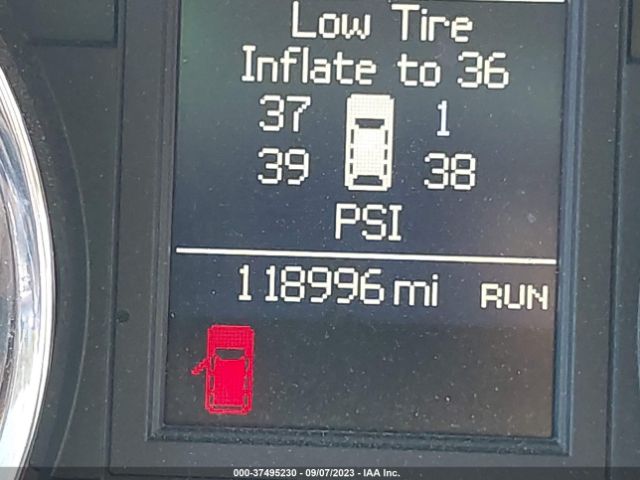 Low Tire
Inflate to 36
37 1
39 38
PSI
118996 mi RUN
000-37495230 - 09/07/2023 - IAA Inc.